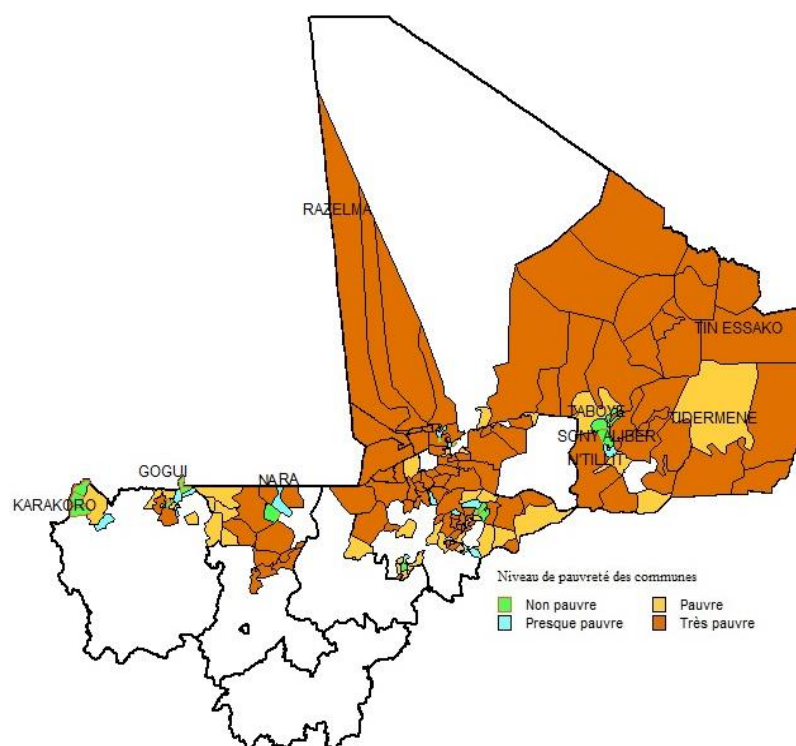 RAZELMA
TIN ESSAKO
TABOYE
TIDERMENE
SONY ALIBER
N'TILLIT
GOGUI
NARA
KARAKORO
Niveau de pauvreté des communes
Non pauvre
Pauvre
Presque pauvre
Très pauvre